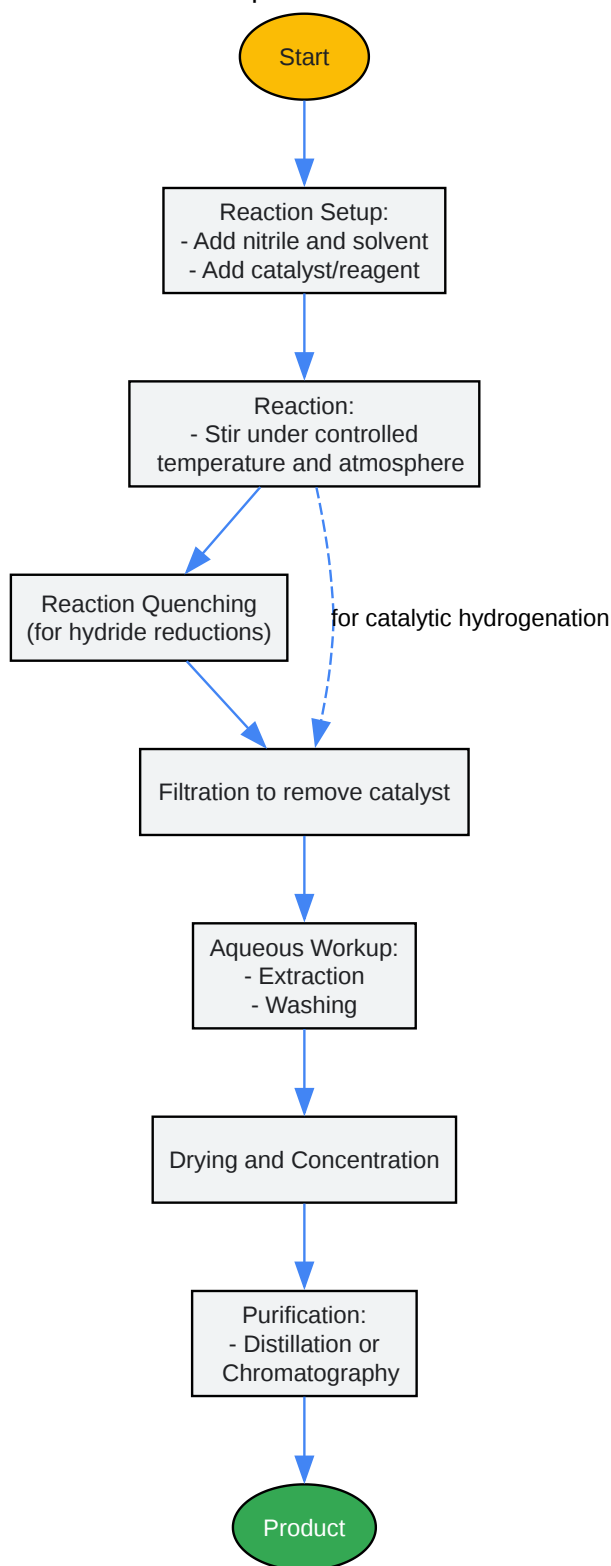 Start
Reaction Setup:
- Add nitrile and solvent
- Add catalyst/reagent
Reaction:
- Stir under controlled
temperature and atmosphere
Reaction Quenching
(for hydride reductions)
for catalytic hydrogenation
Filtration to remove catalyst
Aqueous Workup:
- Extraction
- Washing
Drying and Concentration
Purification:
- Distillation or
Chromatography
Product